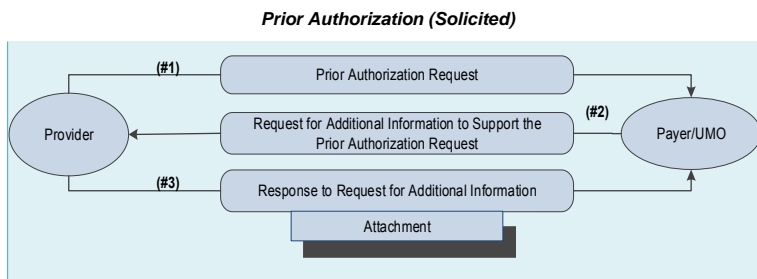 Prior Authorization (Solicited)
(#1)
Prior Authorization Request
Provider
Request for Additional Information to Support the
Prior Authorization Request
(#2)
Payer/UMO
(#3)
Response to Request for Additional Information
Attachment